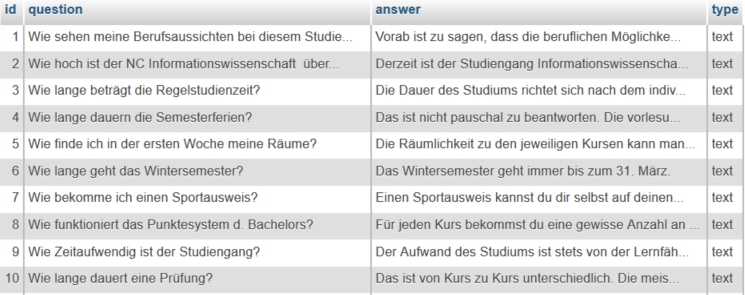 id question answer type
1 Wie sehen meine Berufsaussichten bei diesem Studie... Vorab ist zu sagen, dass die beruflichen Möglichke... text
2 Wie hoch ist der NC Informationswissenschaft über... Derzeit ist der Studiengang Informationswissenscha... text
3 Wie lange beträgt die Regelstudienzeit? Die Dauer des Studiums richtet sich nach dem indiv... text
4 Wie lange dauern die Semesterferien? Das ist nicht pauschal zu beantworten. Die vorlesu... text
5 Wie finde ich in der ersten Woche meine Räume? Die Räumlichkeit zu den jeweiligen Kursen kann man... text
6 Wie lange geht das Wintersemester? Das Wintersemester geht immer bis zum 31. März. text
7 Wie bekomme ich einen Sportausweis? Einen Sportausweis kannst du dir selbst auf deinen... text
8 Wie funktioniert das Punktesystem d. Bachelors? Für jeden Kurs bekommst du eine gewisse Anzahl an ... text
9 Wie Zeitaufwendig ist der Studiengang? Der Aufwand des Studiums ist stets von der Lernfäh... text
10 Wie lange dauert eine Prüfung? Das ist von Kurs zu Kurs unterschiedlich. Die meis... text